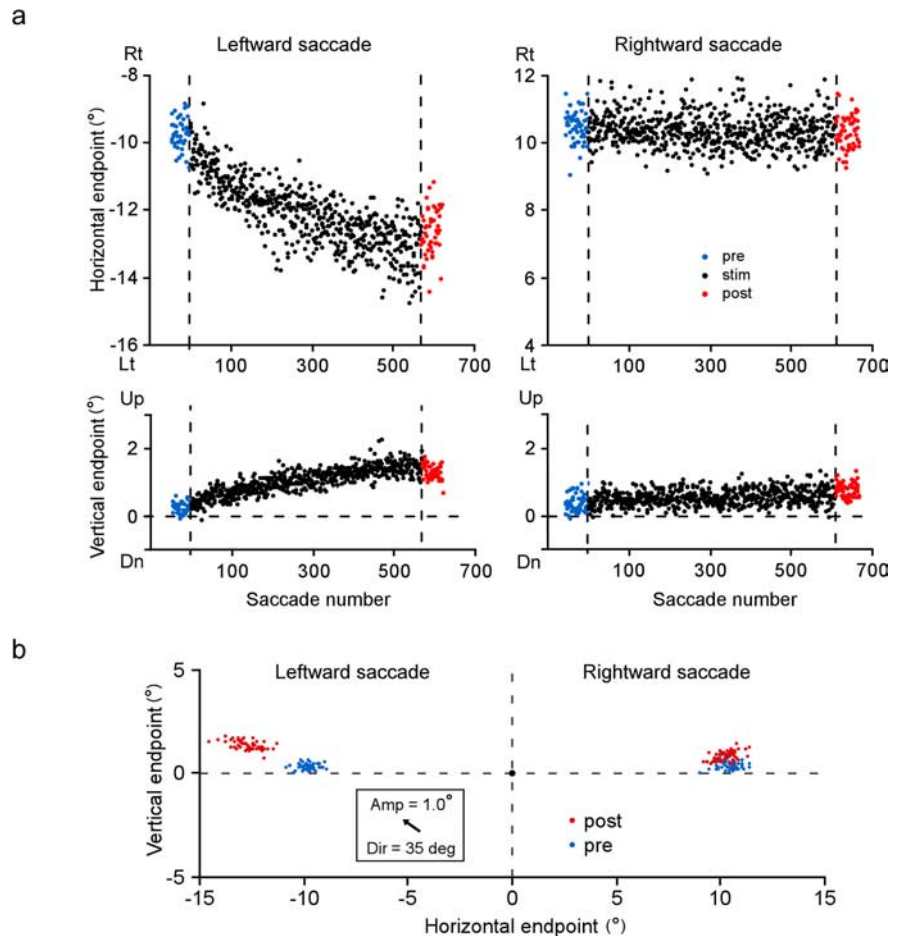 a
Leftward saccade
Rightward saccade
Rt
Rt
-8
-10
-12
-14
-16
Horizontal endpoint (°)
12
10
8
6
4
pre
stim
post
Lt
100
300
500
700
Lt
100
300
500
700
Up
Up
2
0
Vertical endpoint (°)
2
0
Dn
Dn
100
300
500
700
100
300
500
700
Saccade number
Saccade number
b
Leftward saccade
Rightward saccade
5
0
-5
Vertical endpoint (°)
Amp = 1.0°
Dir = 35 deg
post
pre
-15
-10
-5
0
5
10
15
Horizontal endpoint (°)